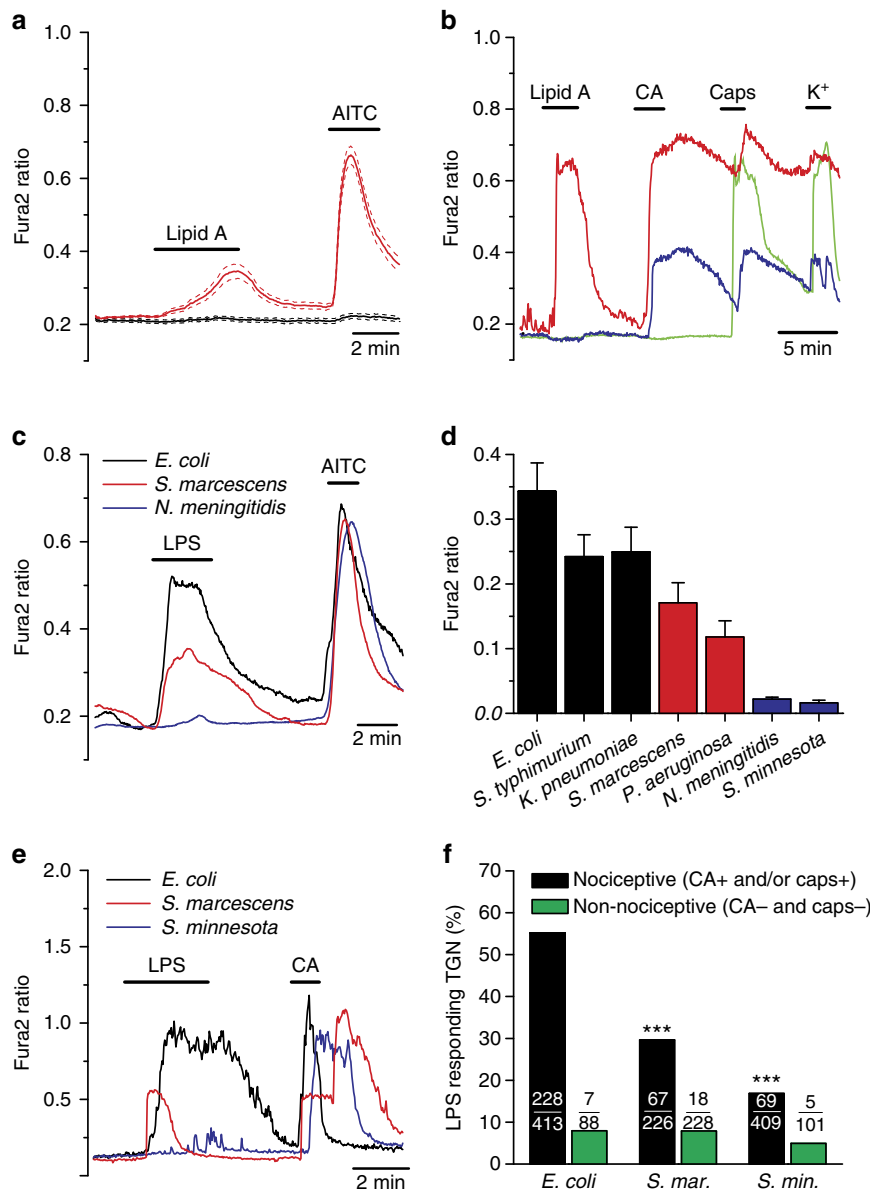 a
1.0
0.8
0.6
0.4
0.2
Fura2 ratio
Lipid A
AITC
2 min
b
1.0
0.8
0.6
0.4
0.2
Fura2 ratio
Lipid A
CA
Caps
K+
5 min
c
0.8
0.6
0.4
0.2
Fura2 ratio
E. coli
S. marcescens
N. meningitidis
LPS
AITC
2 min
d
0.4
0.3
0.2
0.1
0.0
Fura2 ratio
E. coli
S. typhimurium
K. pneumoniae
S. marcescens
P. aeruginosa
N. meningitidis
S. minnesota
e
2.0
1.5
1.0
0.5
Fura2 ratio
E. coli
S. marcescens
S. minnesota
LPS
CA
2 min
f
70
60
50
40
30
20
10
0
LPS responding TGN (%)
Nociceptive (CA+ and/or caps+)
Non-nociceptive (CA– and caps–)
***
***
228
413
7
88
67
226
18
228
69
409
5
101
E. coli
S. mar.
S. min.